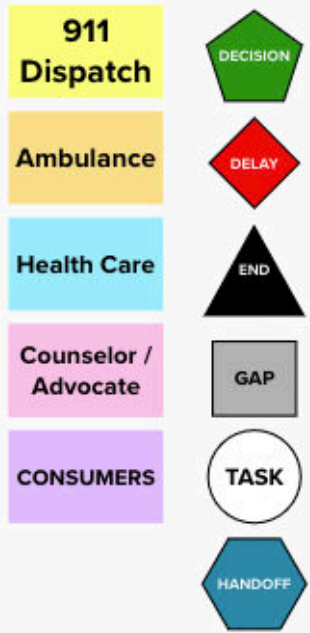 911
Dispatch
DECISION
Ambulance
DELAY
Health Care
END
Counselor /
Advocate
GAP
CONSUMERS
TASK
HANDOFF